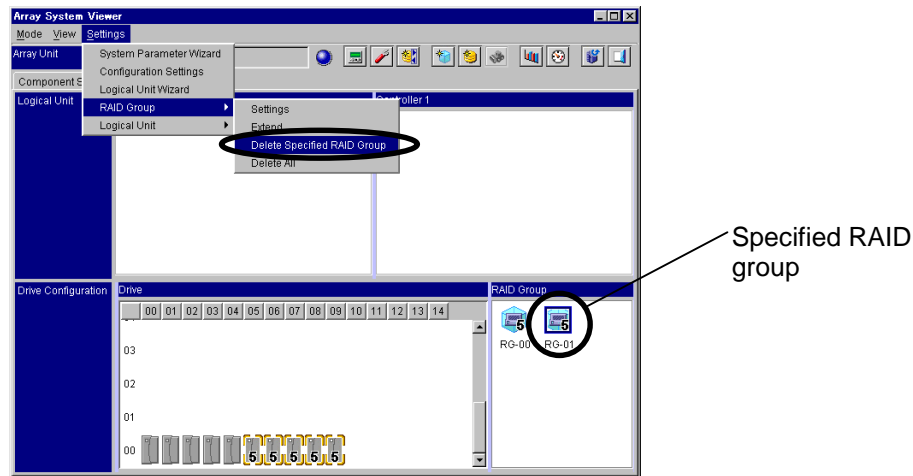 Array System Viewer
Mode View Settings
Array Unit
System Parameter Wizard
Configuration Settings
Logical Unit Wizard
RAID Group
Logical Unit
Settings
Extend
Delete Specified RAID Group
Delete All
Component S
Logical Unit
Controller 1
Specified RAID
group
Drive Configuration
Drive
RAID Group
00 01 02 03 04 05 06 07 08 09 10 11 12 13 14
03
02
01
00
5 5 5 5 5
5 5
RG-00 RG-01